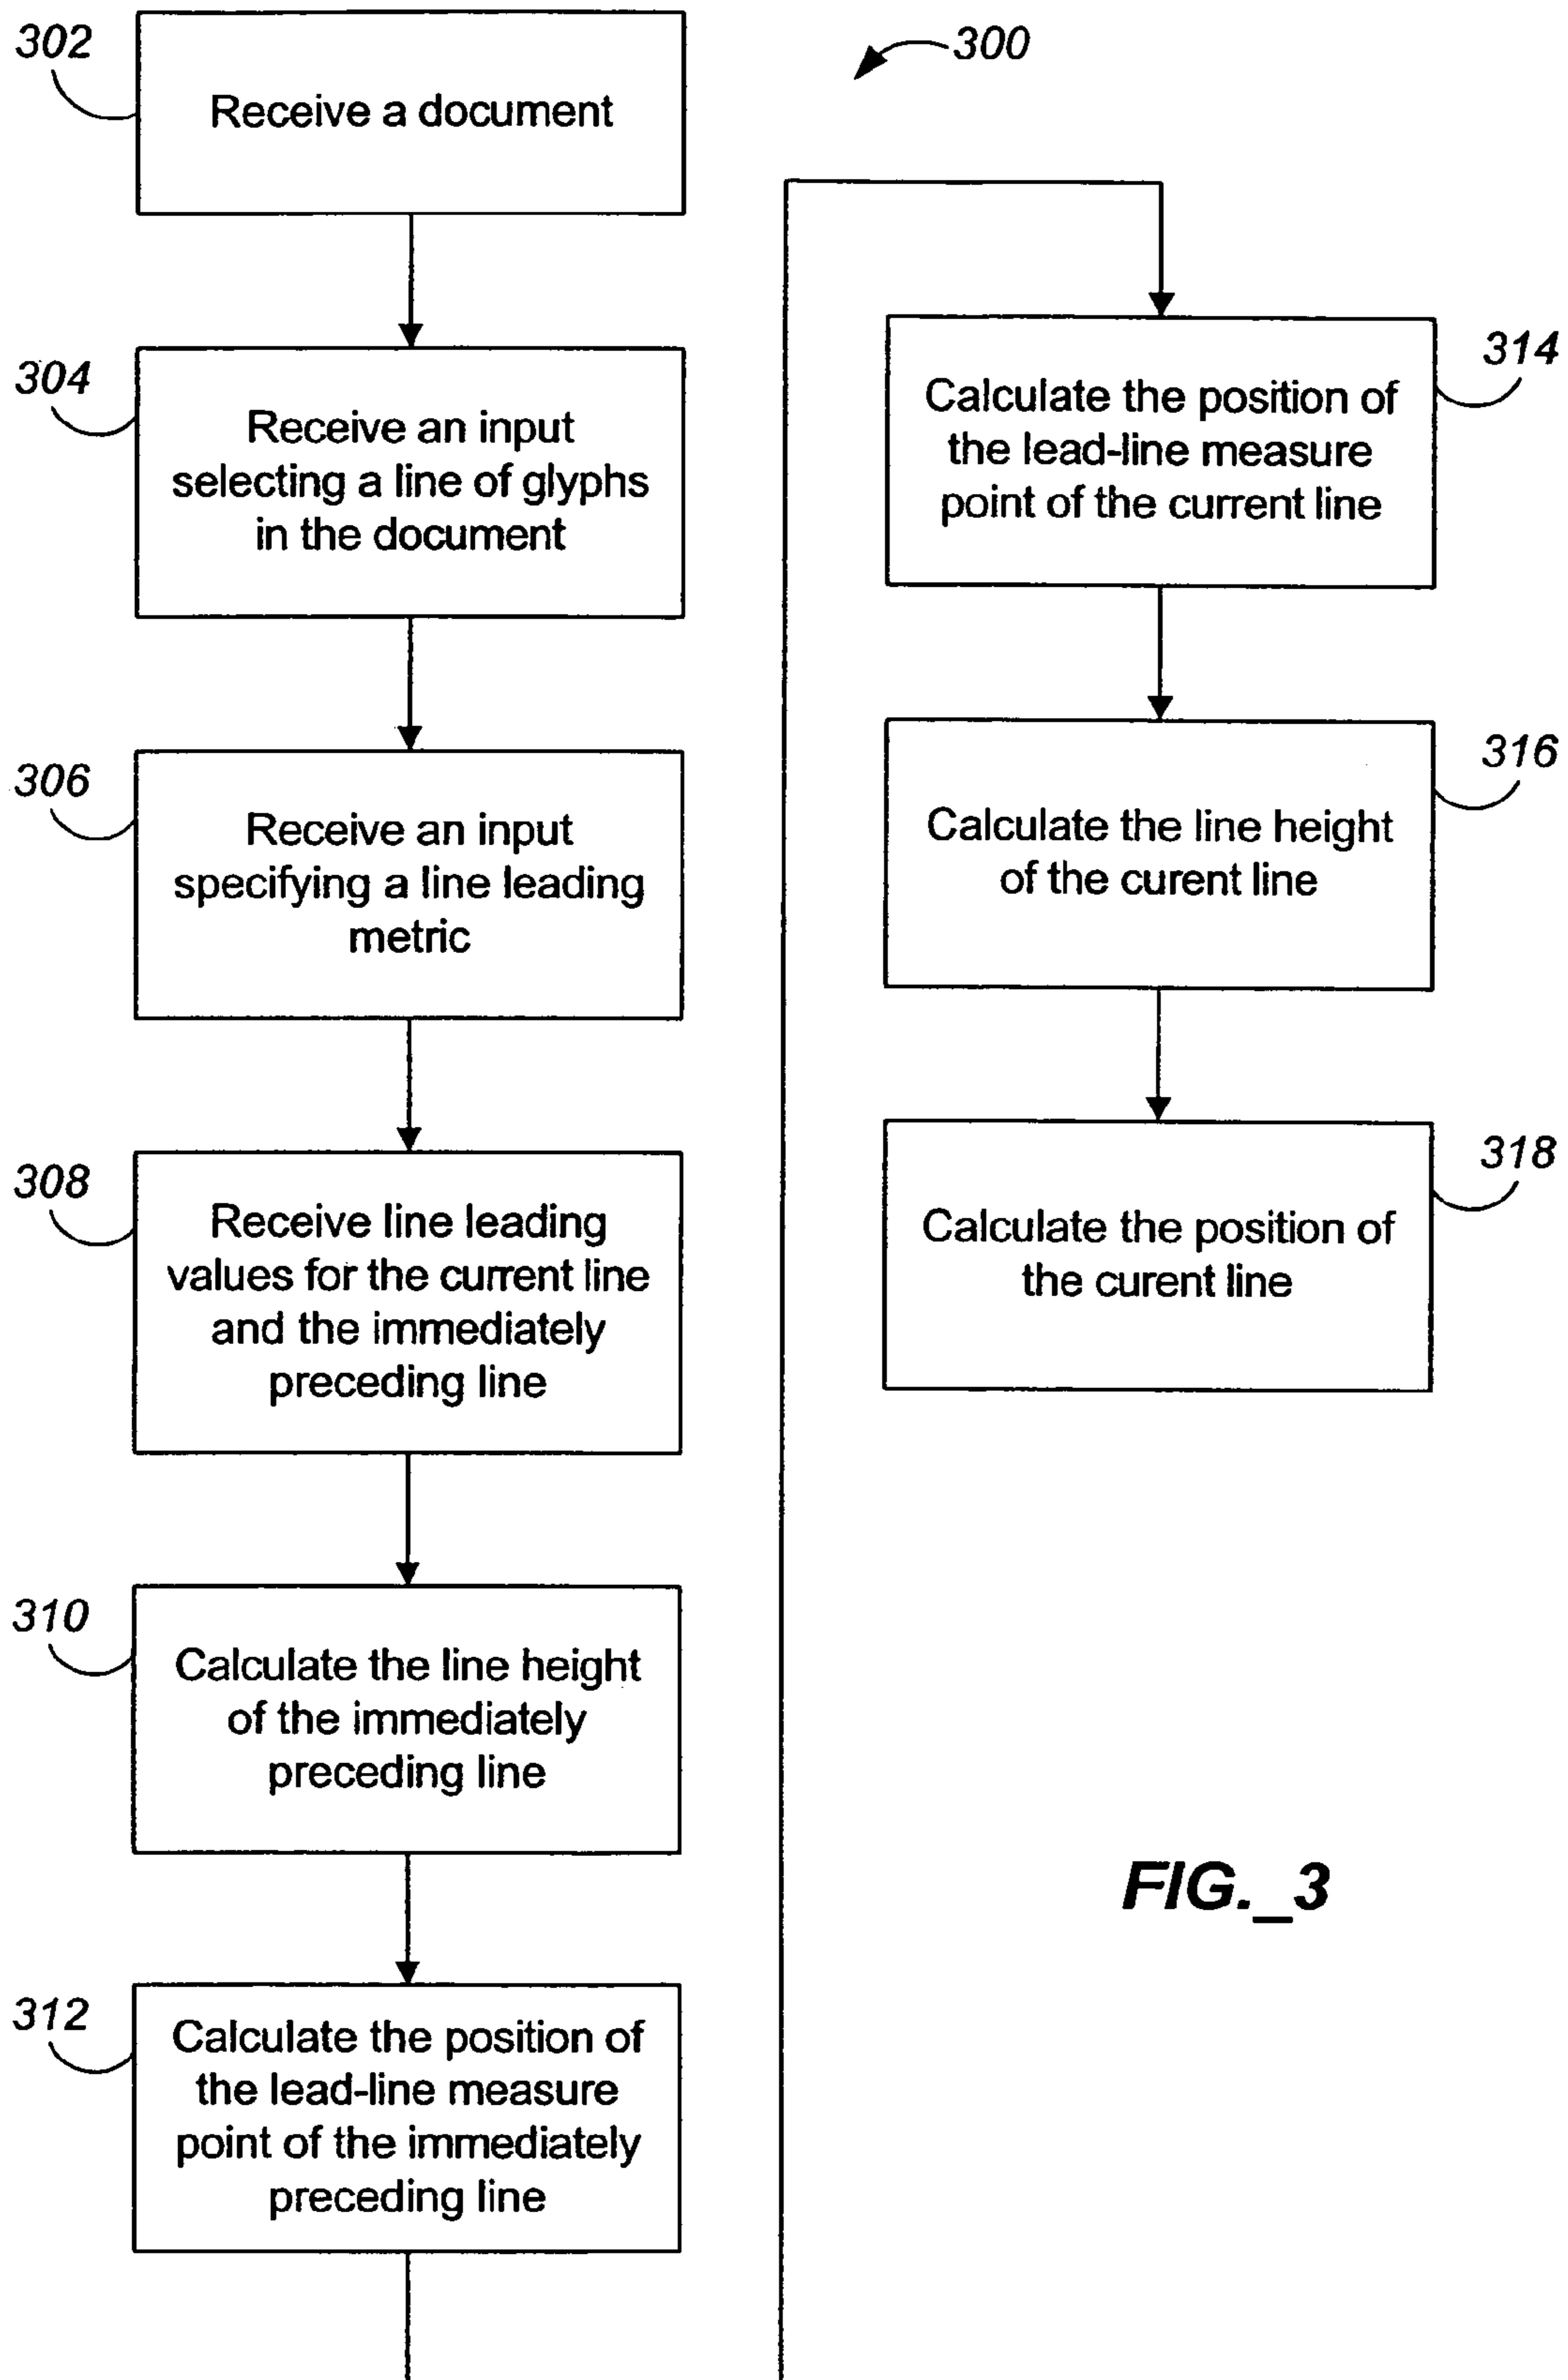 302
Receive a document
300
304
Receive an input
selecting a line of glyphs
in the document
306
Receive an input
specifying a line leading
metric
308
Receive line leading
values for the current line
and the immediately
preceding line
310
Calculate the line height
of the immediately
preceding line
312
Calculate the position of
the lead-line measure
point of the immediately
preceding line
314
Calculate the position of
the lead-line measure
point of the current line
316
Calculate the line height
of the curent line
318
Calculate the position of
the curent line
FIG._3